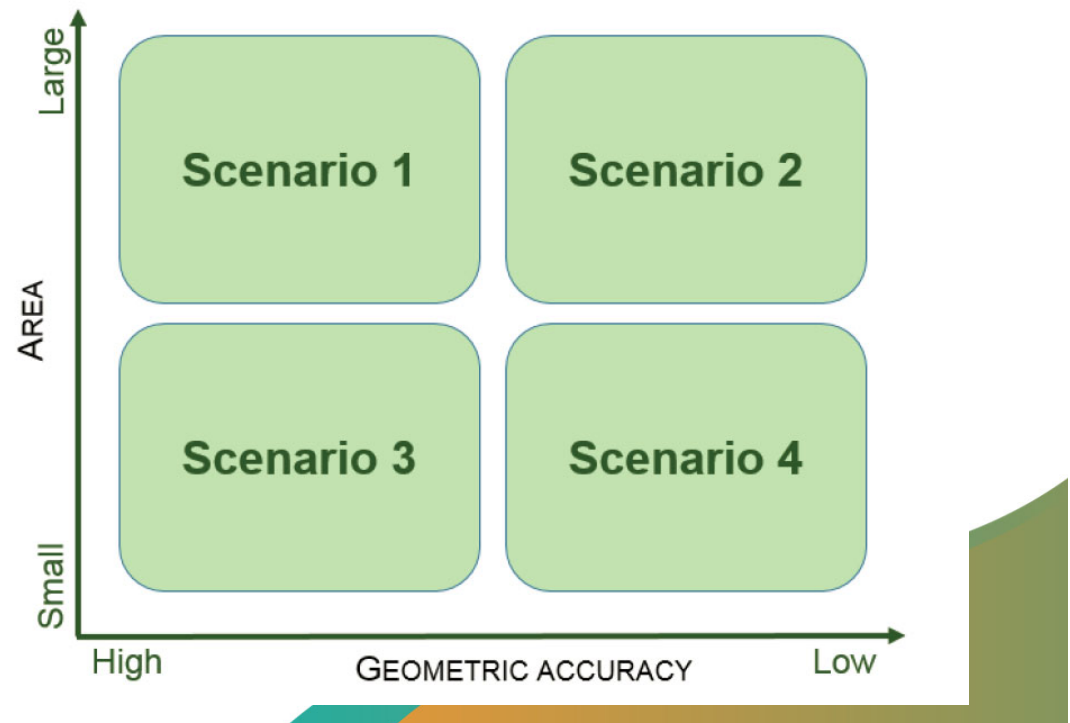 Large
Scenario 1
Scenario 2
AREA
Scenario 3
Scenario 4
Small
High
GEOMETRIC ACCURACY
Low